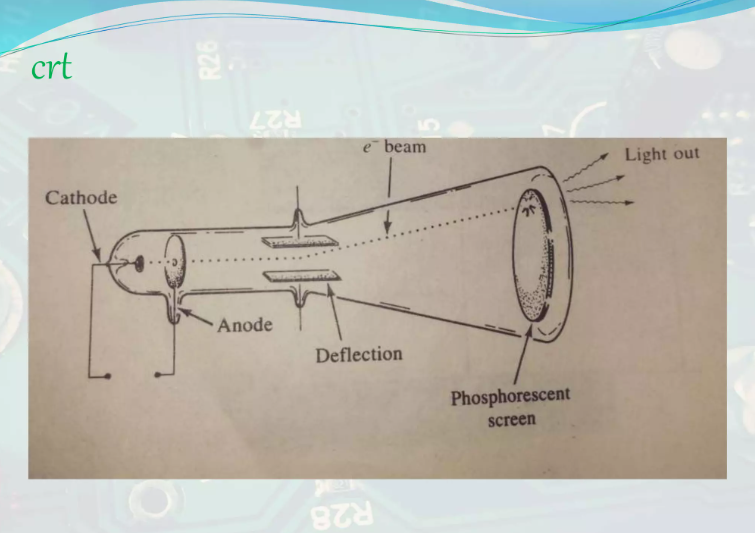 crt
e⁻ beam
Light out
Cathode
Anode
Deflection
Phosphorescent
screen
R26
R27
R28